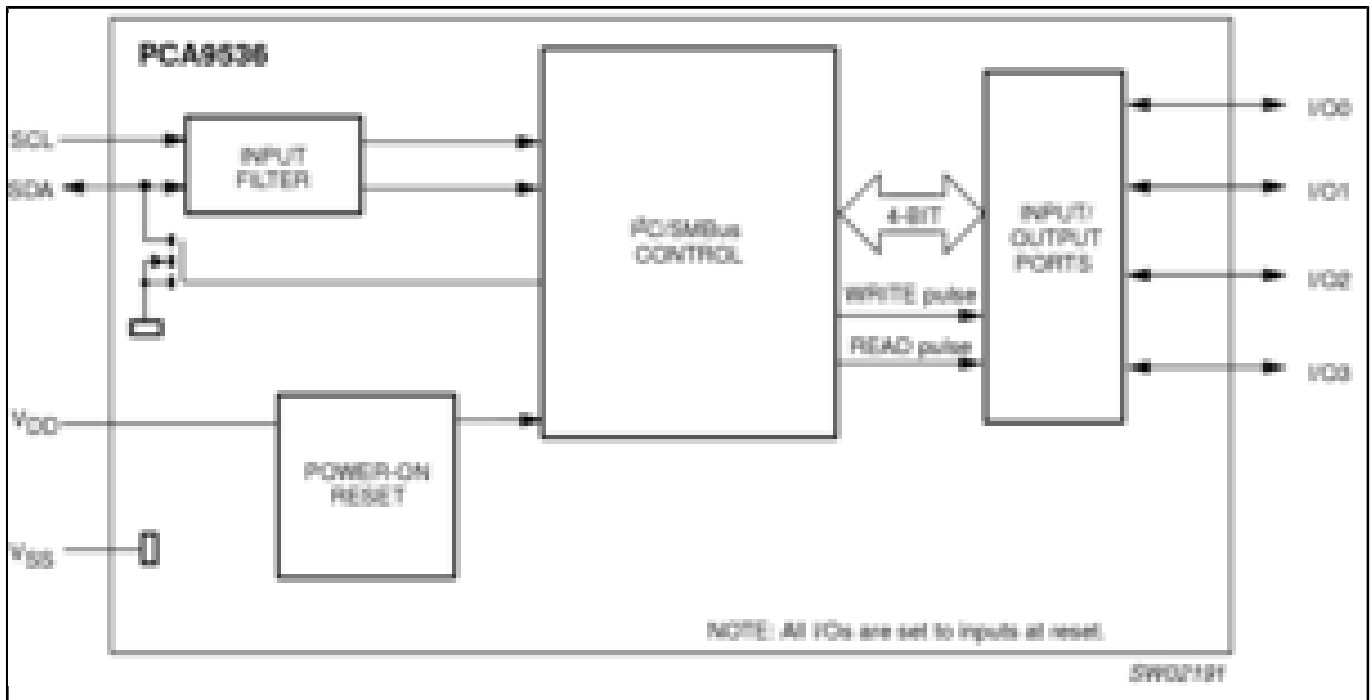 PCA9536
SCL
SDA
INPUT
FILTER
I²C/SMBus
CONTROL
4-BIT
WRITE pulse
READ pulse
INPUT/
OUTPUT
PORTS
I/O0
I/O1
I/O2
I/O3
VDD
POWER-ON
RESET
VSS
NOTE: All I/Os are set to inputs at reset.
SW02191